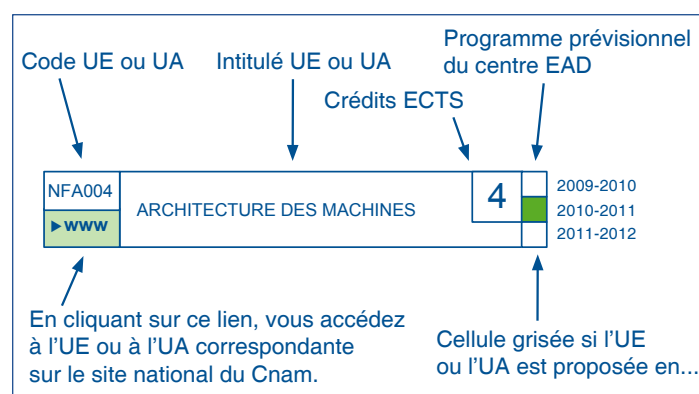 Programme prévisionnel
du centre EAD
Code UE ou UA
Intitulé UE ou UA
Crédits ECTS
NFA004
►www
ARCHITECTURE DES MACHINES
4
2009-2010
2010-2011
2011-2012
En cliquant sur ce lien, vous accédez
à l'UE ou à l'UA correspondante
sur le site national du Cnam.
Cellule grisée si l'UE
ou l'UA est proposée en...